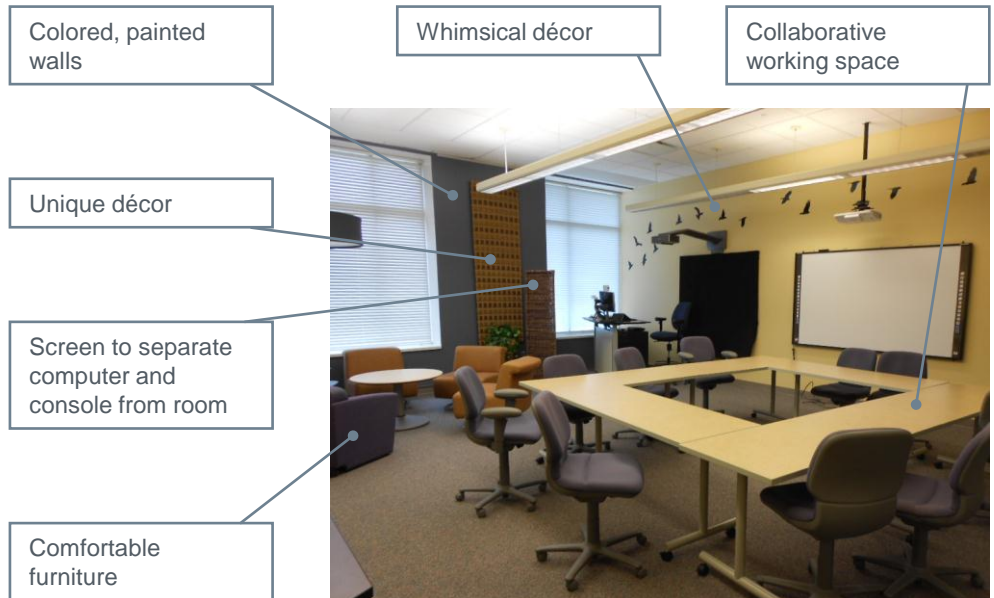 Colored, painted
walls
Whimsical décor
Collaborative
working space
Unique décor
Screen to separate
computer and
console from room
Comfortable
furniture